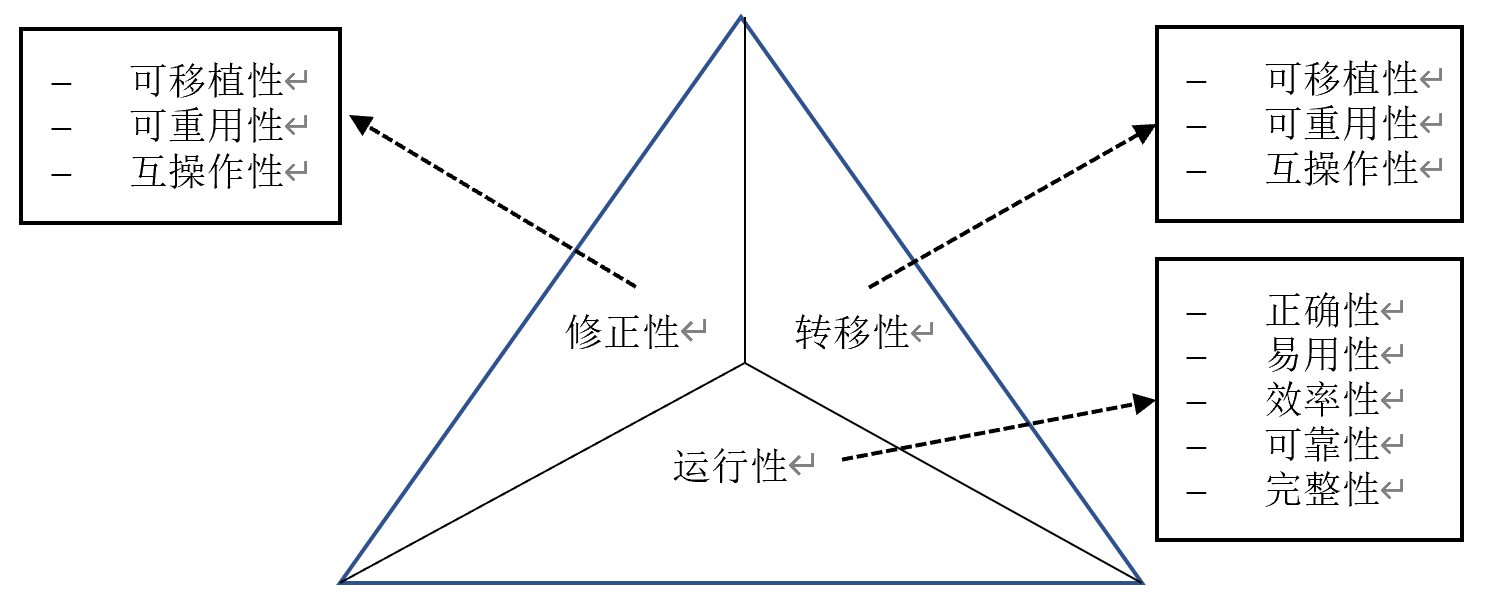 – 可移植性↵
– 可重用性↵
– 互操作性↵
– 可移植性↵
– 可重用性↵
– 互操作性↵
修正性↵
转移性↵
– 正确性↵
– 易用性↵
– 效率性↵
– 可靠性↵
– 完整性↵
运行性↵